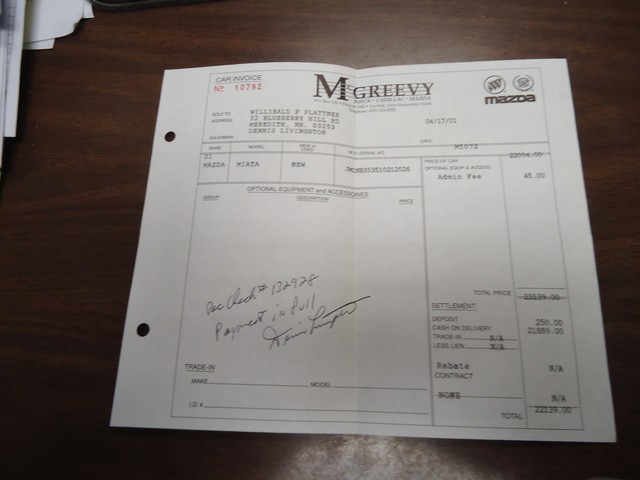 CAR INVOICE
Nº 10792
McGREEVY
BUICK • CADILLAC • MAZDA
mazda
SOLD TO
ADDRESS
WILLIBALD P PLATTNER
32 BLUEBERRY HILL RD
MEREDITH, NH. 03253
SALESMAN
DENNIS LIVINGSTON
04/17/01
DATE
MAKE MODEL NEW or USED SERIAL NO. M1072
01
MAZDA MIATA NEW
PRICE OF CAR 22094.00
OPTIONAL EQUIP & ACCESS.
Admin Fee 45.00
OPTIONAL EQUIPMENT and ACCESSORIES
GROUP DESCRIPTION PRICE
TOTAL PRICE 22139.00
SETTLEMENT:
DEPOSIT 250.00
CASH ON DELIVERY 21889.00
TRADE-IN N/A
LESS LIEN N/A
Rebate N/A
CONTRACT
NONE N/A
TOTAL 22139.00
Check # 132928
Payment in full
TRADE-IN
MAKE MODEL
I.D. #